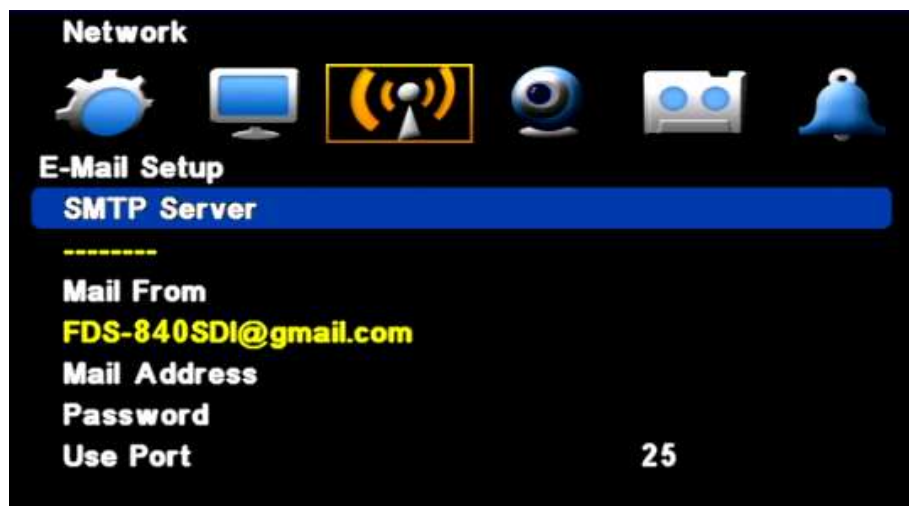 Network
E-Mail Setup
SMTP Server
--------
Mail From
FDS-840SDI@gmail.com
Mail Address
Password
Use Port 25